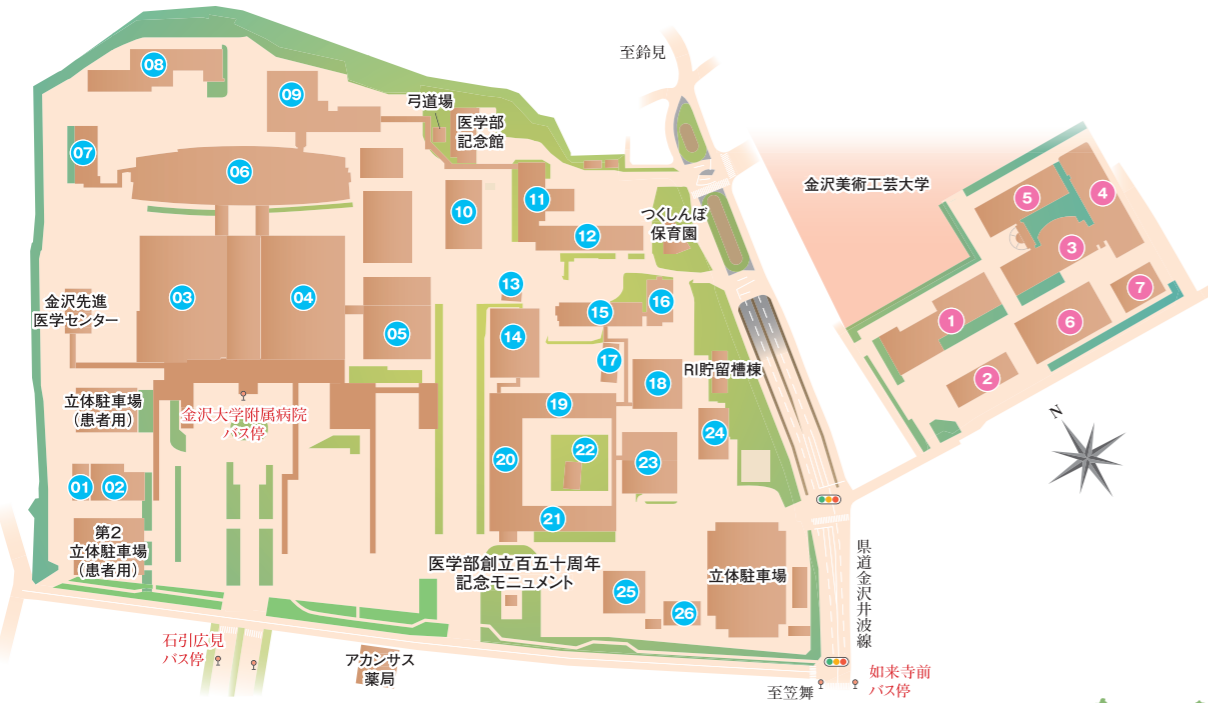 至鈴見
08
09
弓道場
医学部
記念館
07
06
10
11
12
つくしんぼ
保育園
金沢美術工芸大学
5
4
3
7
1
6
2
N
金沢先進
医学センター
03
04
05
13
14
15
16
17
18
RI貯留槽棟
立体駐車場
(患者用)
金沢大学附属病院
バス停
19
20
22
23
24
21
01
02
第2
立体駐車場
(患者用)
医学部創立百五十周年
記念モニュメント
25
26
立体駐車場
県道金沢井波線
石引広見
バス停
アカンサス
薬局
至笠舞
如来寺前
バス停